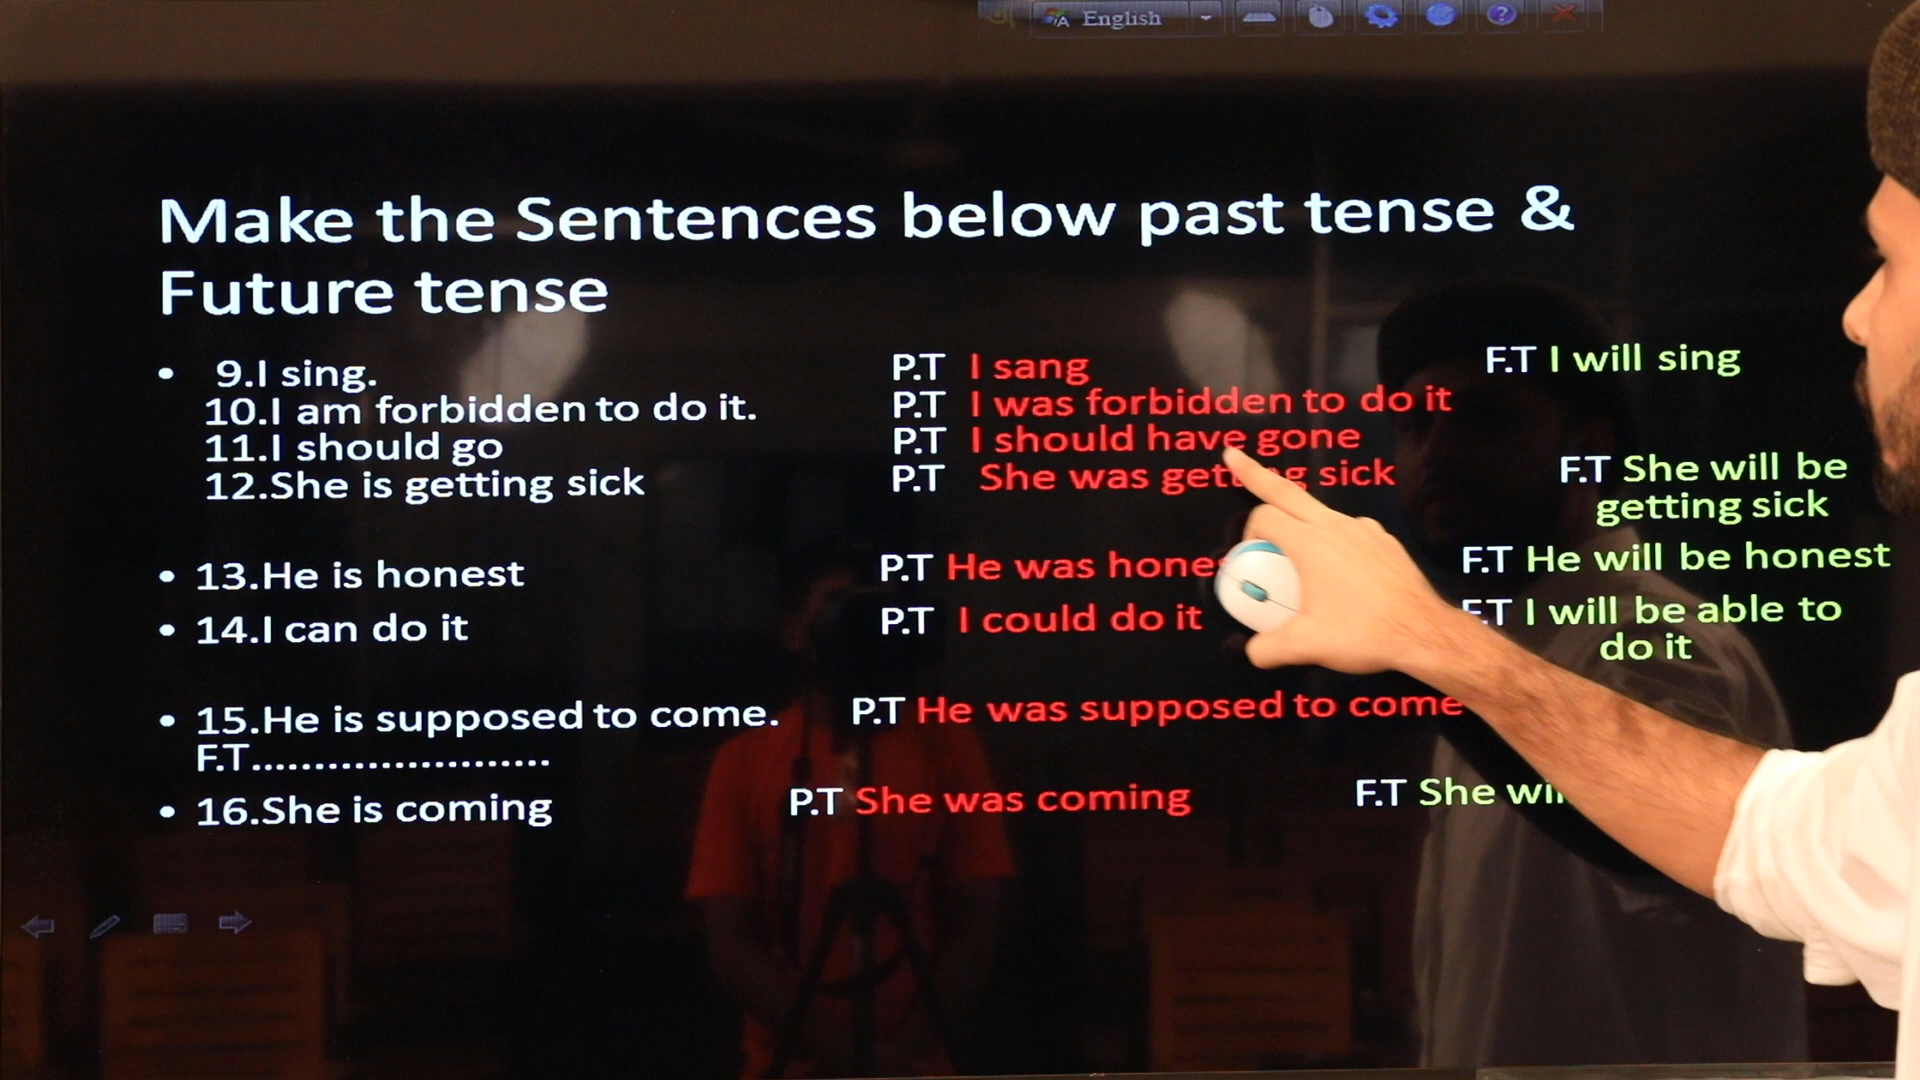 English
Make the Sentences below past tense &
Future tense
• 9.I sing. P.T I sang F.T I will sing
10.I am forbidden to do it. P.T I was forbidden to do it
11.I should go P.T I should have gone
12.She is getting sick P.T She was getting sick F.T She will be
getting sick
• 13.He is honest P.T He was F.T He will be honest
• 14.I can do it P.T I could do it F.T I will be able to
do it
• 15.He is supposed to come. P.T He was supposed to come
F.T........................
• 16.She is coming P.T She was coming F.T She